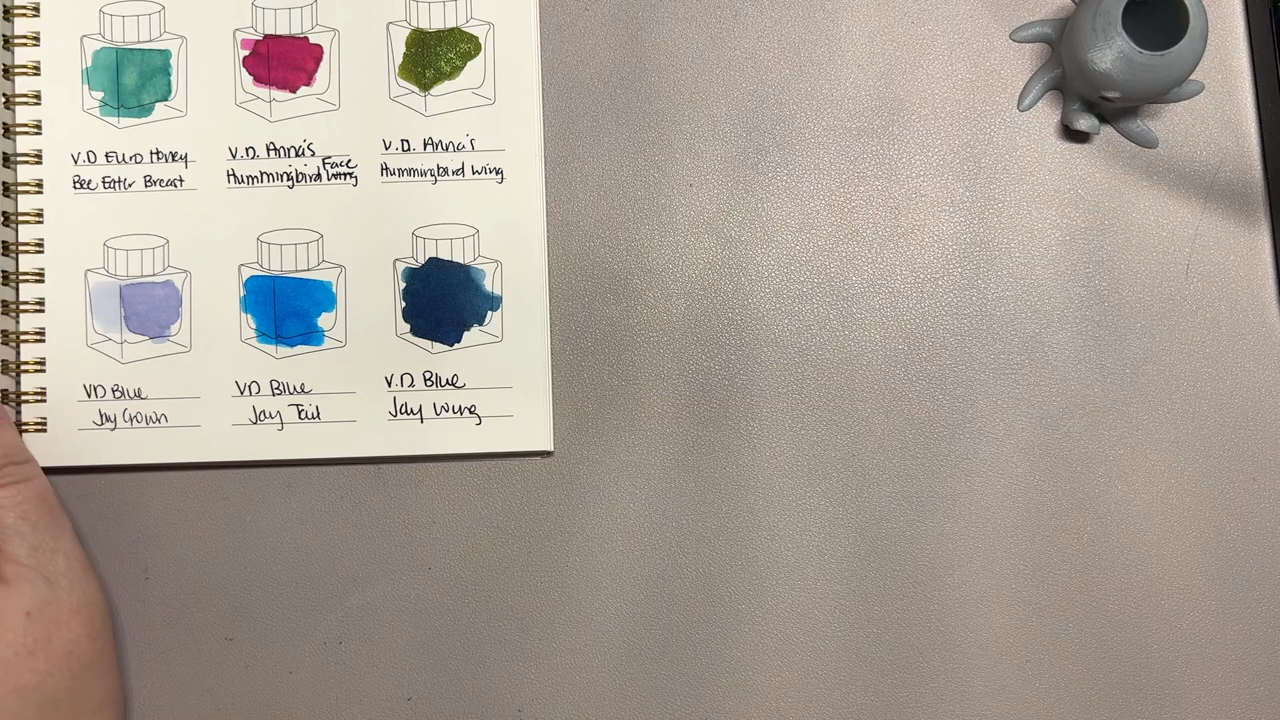 V.D Euro Honey
Bee Eater Breast
V.D. Anna's
Hummingbird Face
V.D. Anna's
Hummingbird Wing
VD Blue
Jay Crown
VD Blue
Jay Tail
V.D. Blue
Jay Wing